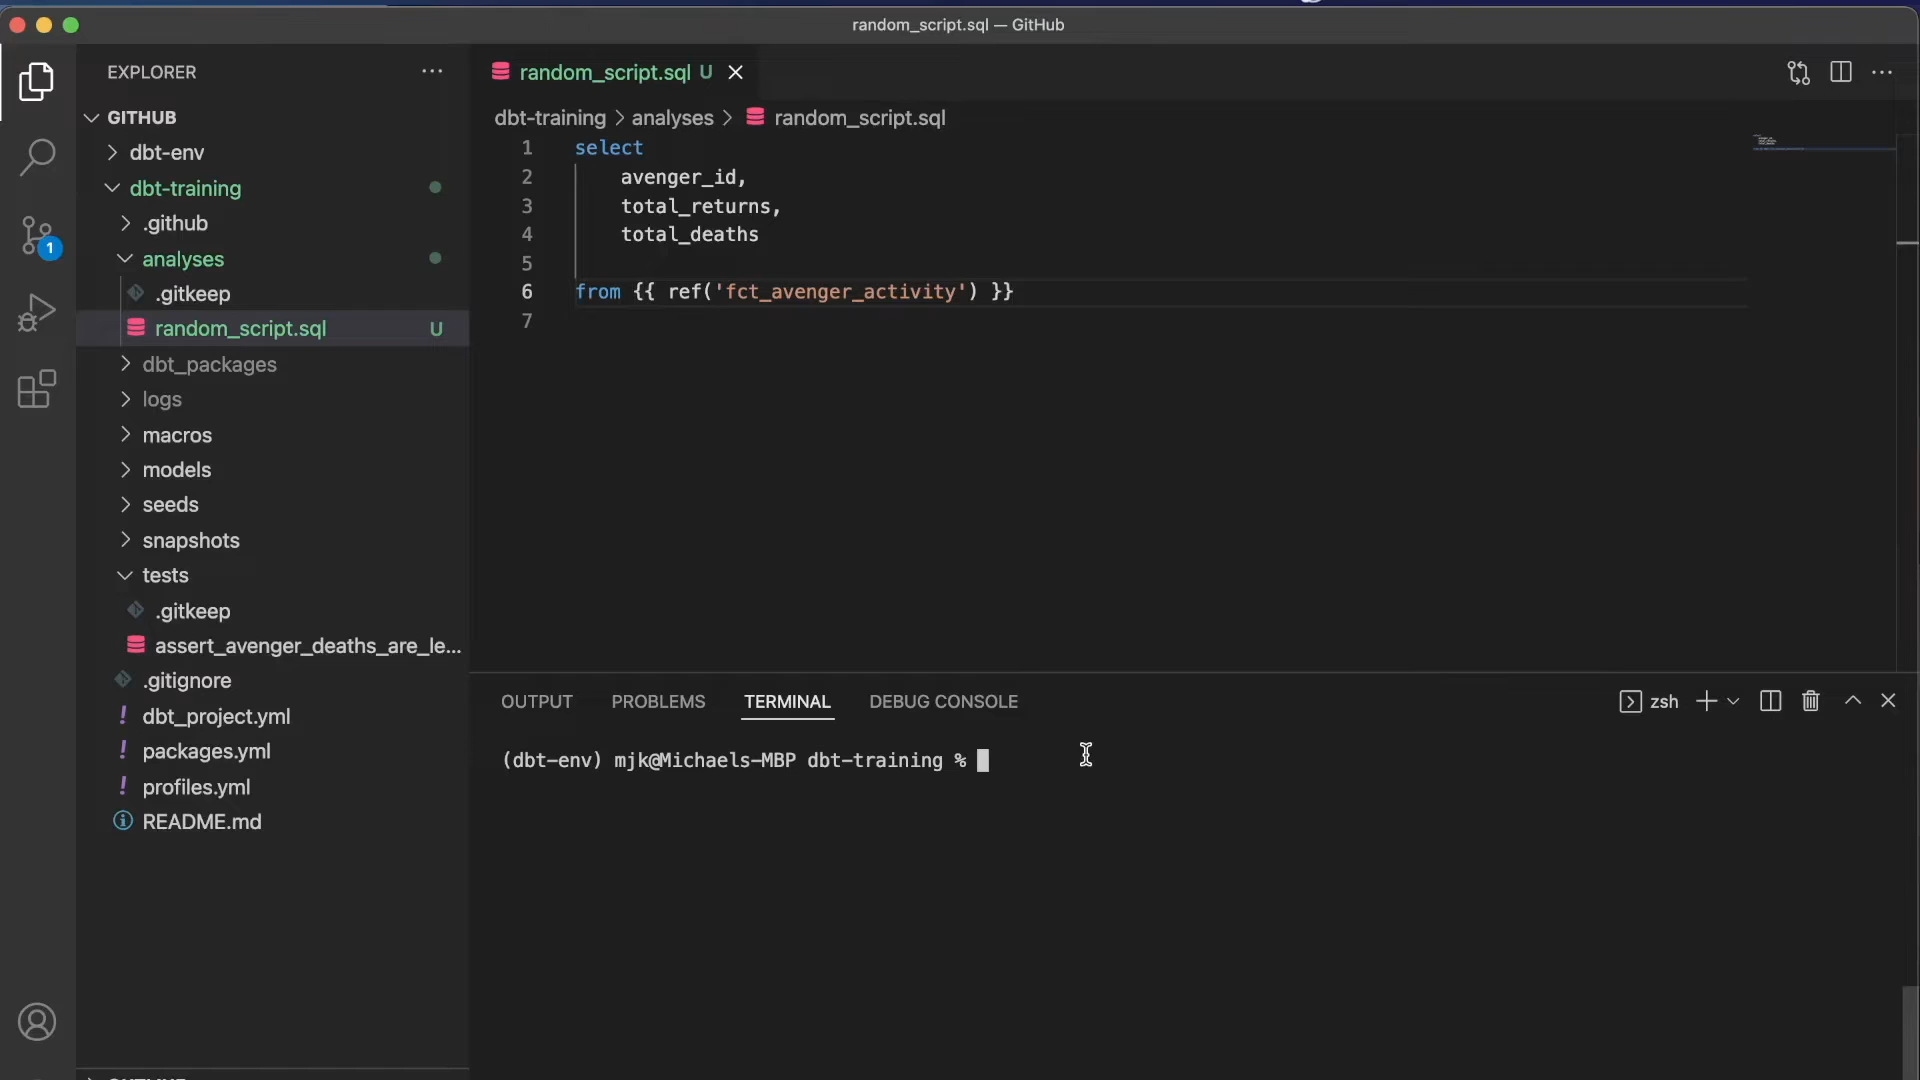 random_script.sql — GitHub
EXPLORER
GITHUB
dbt-env
dbt-training
.github
analyses
.gitkeep
random_script.sql U
dbt_packages
logs
macros
models
seeds
snapshots
tests
.gitkeep
assert_avenger_deaths_are_le...
.gitignore
! dbt_project.yml
! packages.yml
! profiles.yml
README.md
1
random_script.sql U
dbt-training > analyses > random_script.sql
1 select
2 avenger_id,
3 total_returns,
4 total_deaths
5
6 from {{ ref('fct_avenger_activity') }}
7
OUTPUT PROBLEMS TERMINAL DEBUG CONSOLE
zsh
(dbt-env) mjk@Michaels-MBP dbt-training %